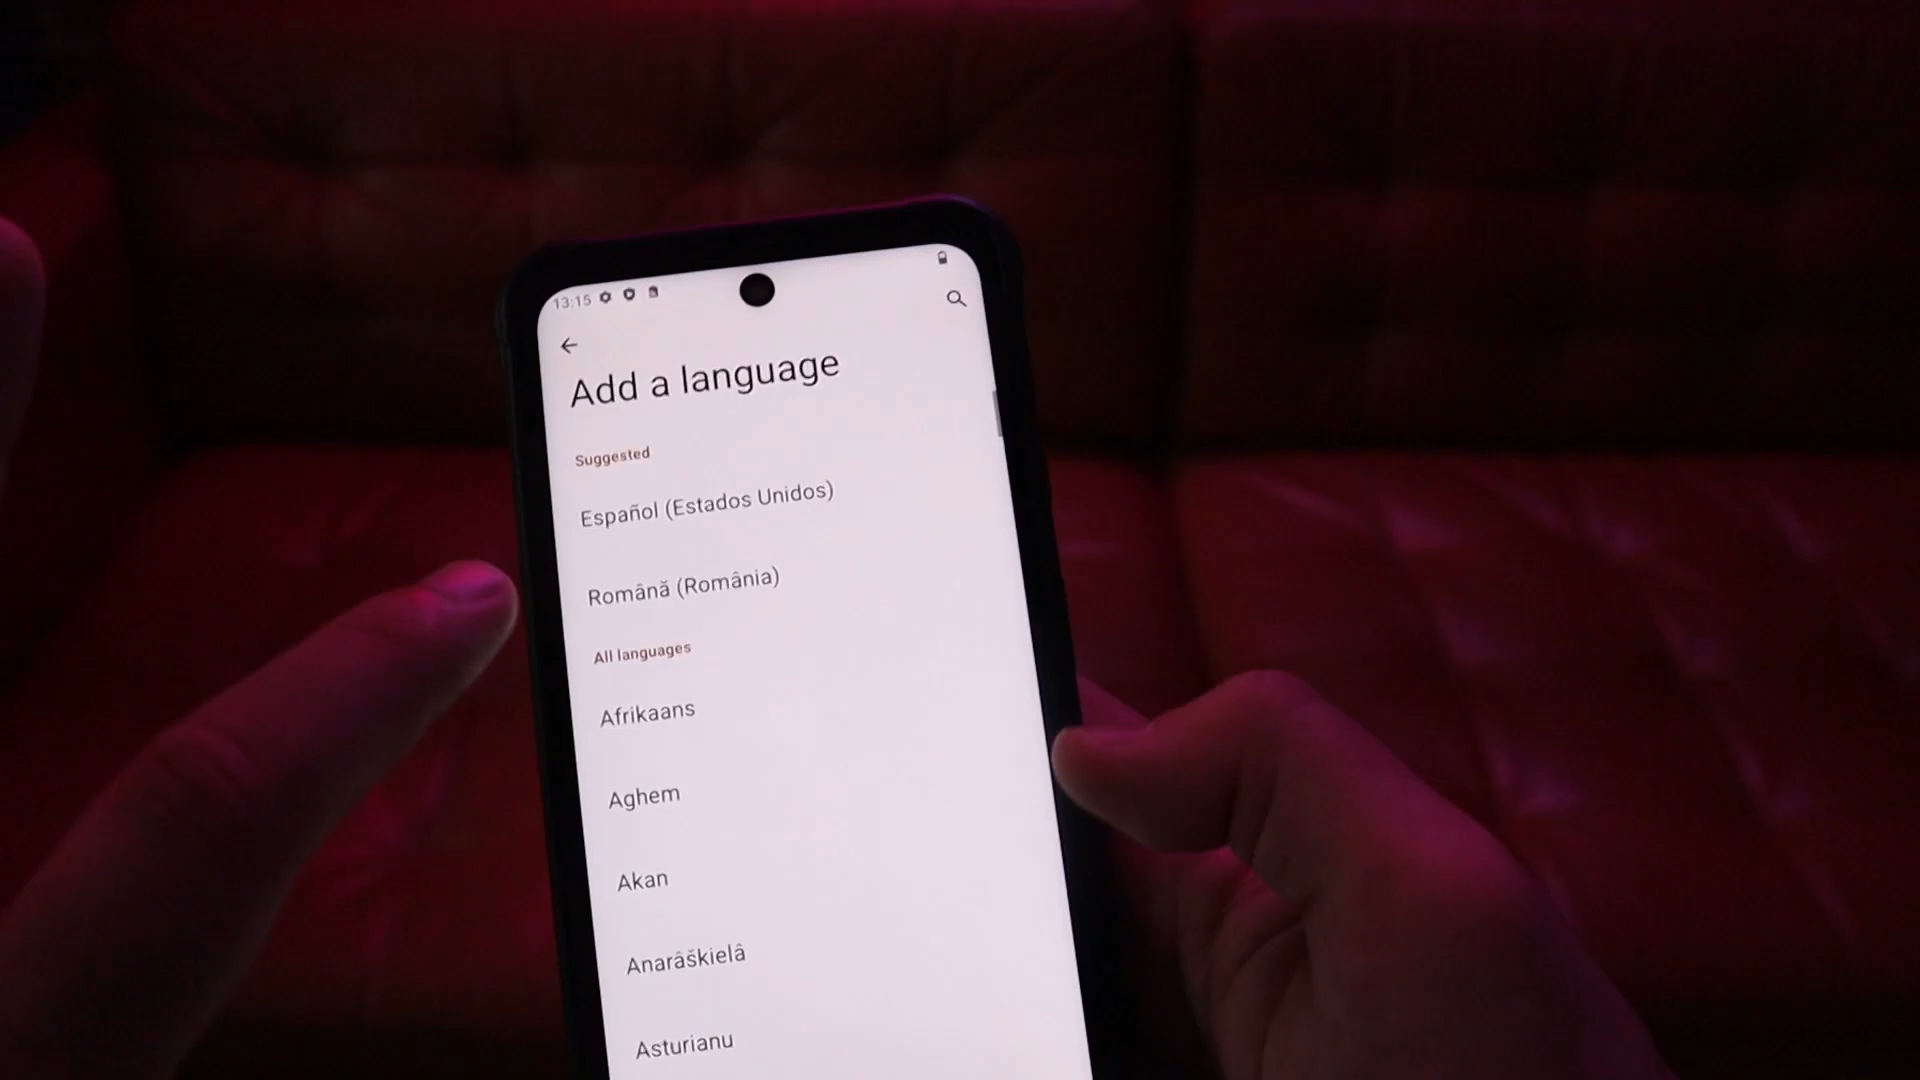 13:15
Add a language
Suggested
Español (Estados Unidos)
Română (România)
All languages
Afrikaans
Aghem
Akan
Anarâškielâ
Asturianu